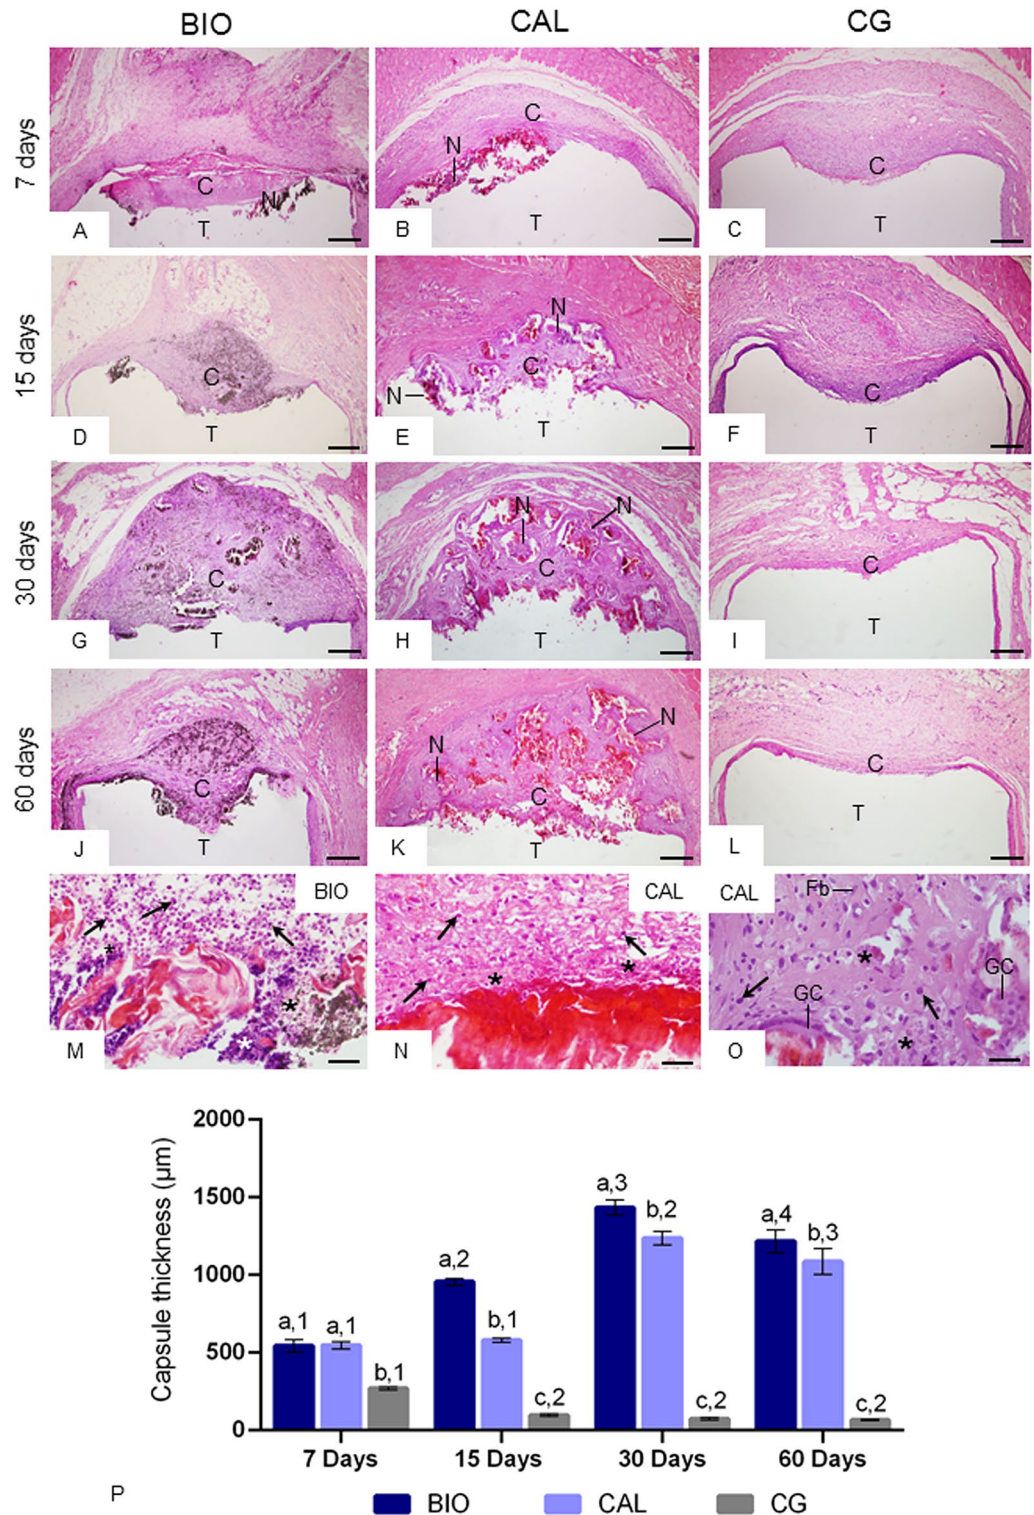 BIO CAL CG
7 days
C
N
T
A
C
N
T
B
C
T
C
15 days
C
T
D
N
C
N
T
E
C
T
F
30 days
C
T
G
N N
C
T
H
C
T
I
60 days
C
T
J
N
N
C
T
K
C
T
L
BIO
*
*
*
M
CAL
*
*
N
CAL
Fb
*
GC
GC
*
O
Capsule thickness (µm)
2000
1500
1000
500
0
a,1 a,1 b,1
a,2 b,1 c,2
a,3 b,2 c,2
a,4 b,3 c,2
7 Days 15 Days 30 Days 60 Days
P
BIO CAL CG